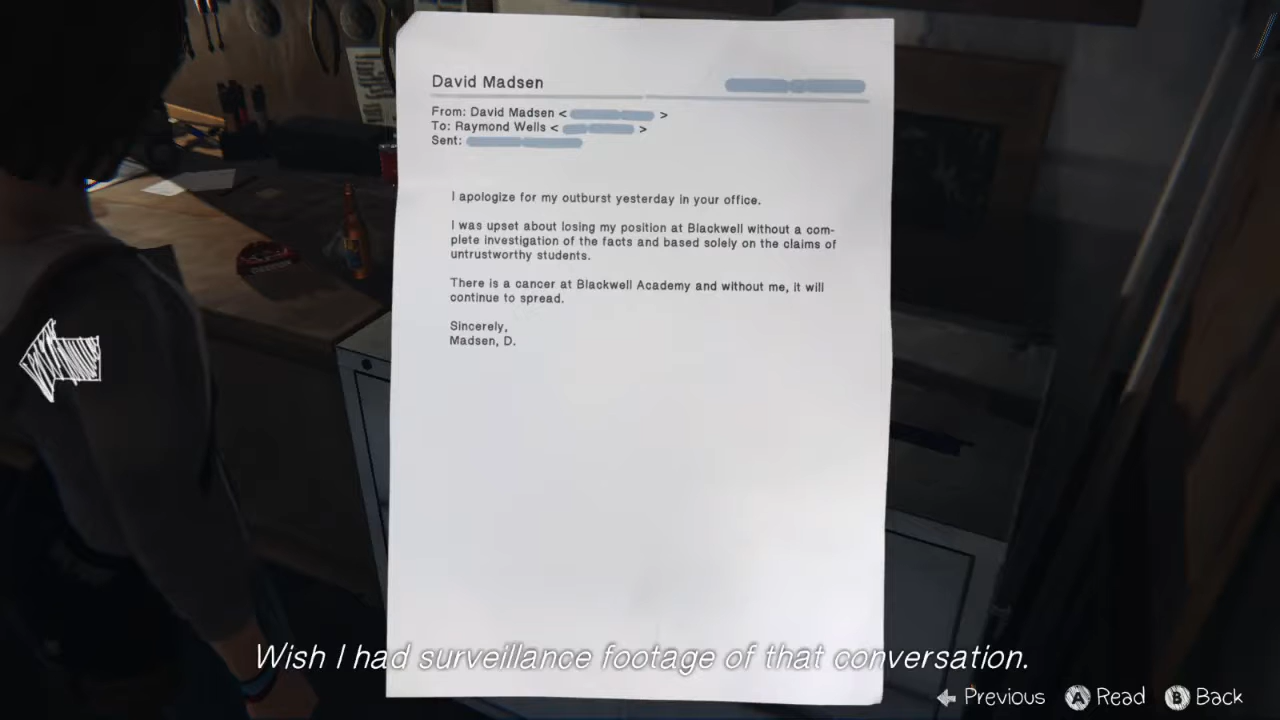 David Madsen
From: David Madsen < >
To: Raymond Wells < >
Sent:
I apologize for my outburst yesterday in your office.
I was upset about losing my position at Blackwell without a com-
plete investigation of the facts and based solely on the claims of
untrustworthy students.
There is a cancer at Blackwell Academy and without me, it will
continue to spread.
Sincerely,
Madsen, D.
Wish I had surveillance footage of that conversation.
Previous A Read B Back